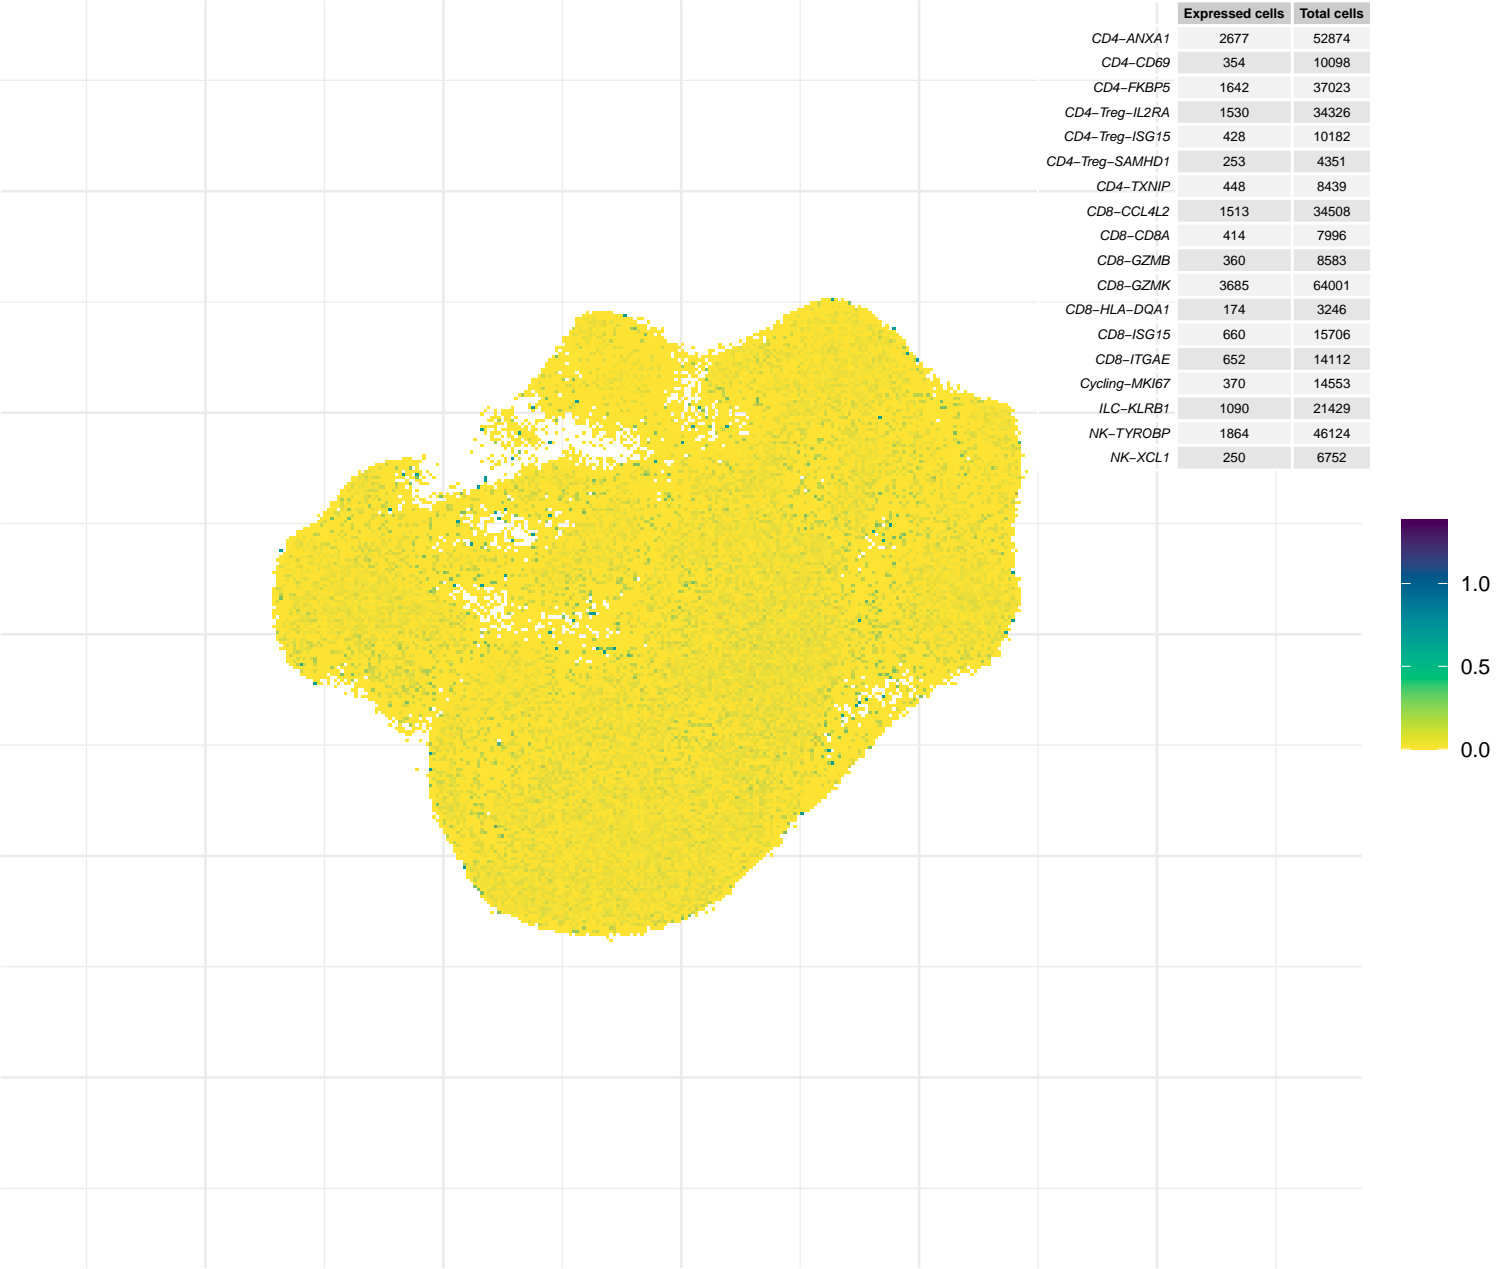 Expressed cells Total cells
CD4−ANXA1 2677 52874
CD4−CD69 354 10098
CD4−FKBP5 1642 37023
CD4−Treg−IL2RA 1530 34326
CD4−Treg−ISG15 428 10182
CD4−Treg−SAMHD1 253 4351
CD4−TXNIP 448 8439
CD8−CCL4L2 1513 34508
CD8−CD8A 414 7996
CD8−GZMB 360 8583
CD8−GZMK 3685 64001
CD8−HLA−DQA1 174 3246
CD8−ISG15 660 15706
CD8−ITGAE 652 14112
Cycling−MKI67 370 14553
ILC−KLRB1 1090 21429
NK−TYROBP 1864 46124
NK−XCL1 250 6752
1.0
0.5
0.0